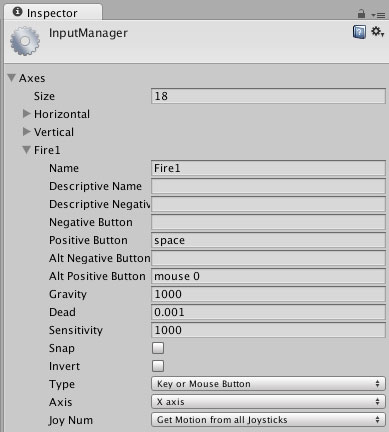 Inspector
InputManager
Axes
Size 18
Horizontal
Vertical
Fire1
Name Fire1
Descriptive Name
Descriptive Negativ
Negative Button
Positive Button space
Alt Negative Button
Alt Positive Button mouse 0
Gravity 1000
Dead 0.001
Sensitivity 1000
Snap
Invert
Type Key or Mouse Button
Axis X axis
Joy Num Get Motion from all Joysticks